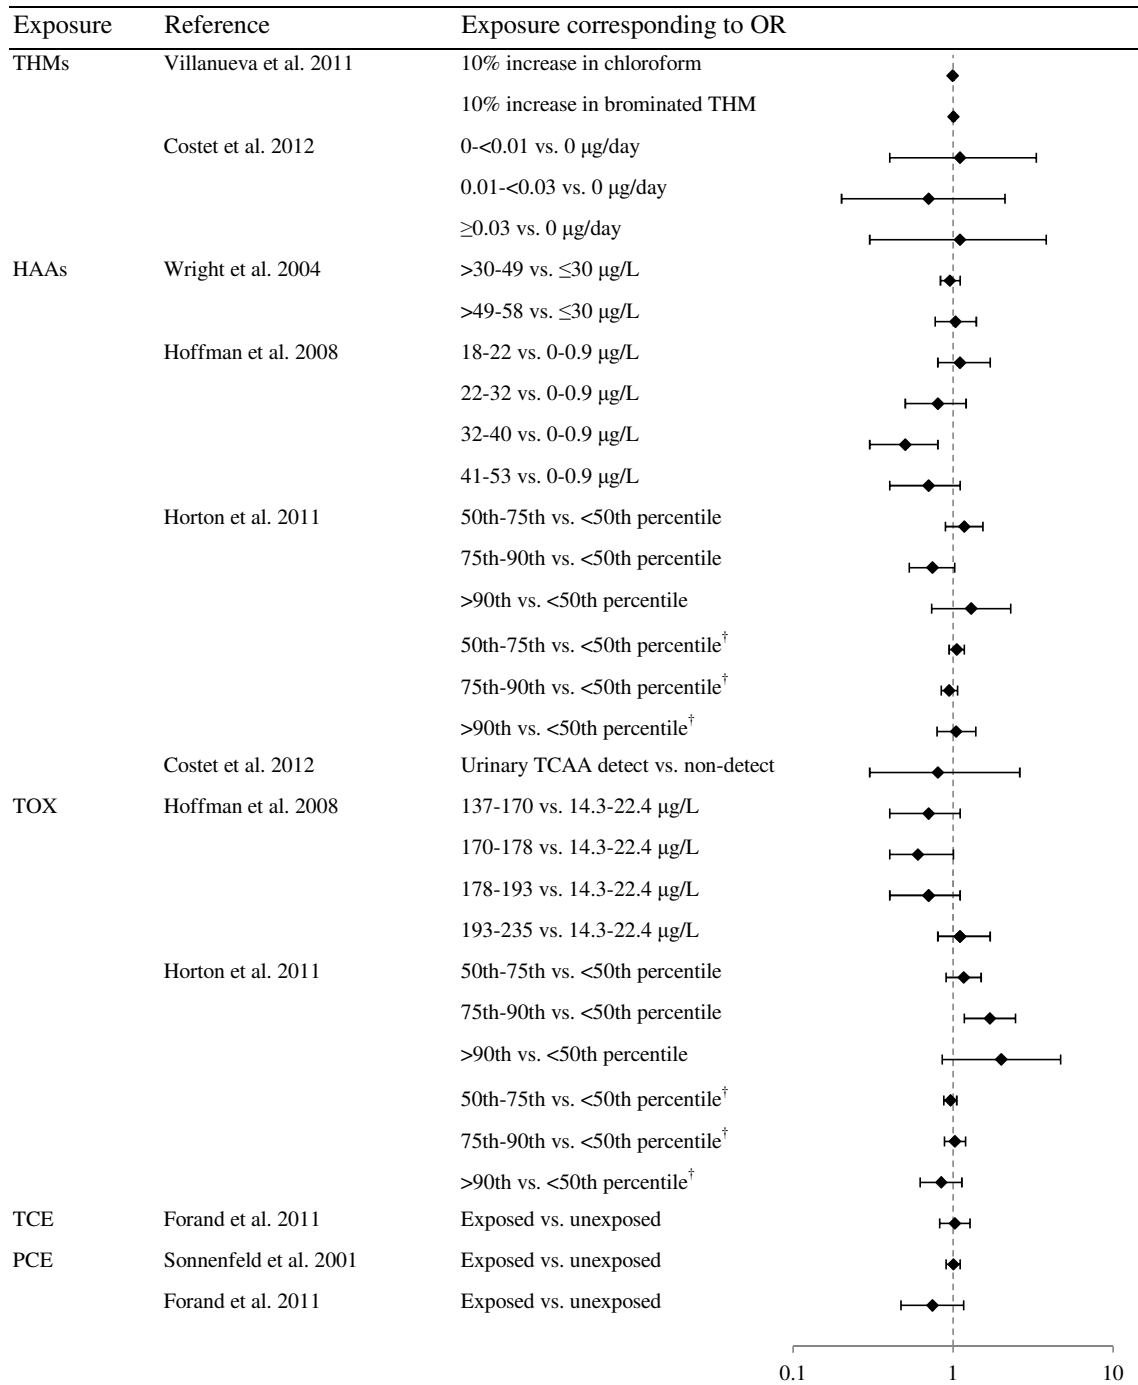 Exposure Reference Exposure corresponding to OR
THMs Villanueva et al. 2011 10% increase in chloroform
10% increase in brominated THM
Costet et al. 2012 0-<0.01 vs. 0 μg/day
0.01-<0.03 vs. 0 μg/day
≥0.03 vs. 0 μg/day
HAAs Wright et al. 2004 >30-49 vs. ≤30 μg/L
>49-58 vs. ≤30 μg/L
Hoffman et al. 2008 18-22 vs. 0-0.9 μg/L
22-32 vs. 0-0.9 μg/L
32-40 vs. 0-0.9 μg/L
41-53 vs. 0-0.9 μg/L
Horton et al. 2011 50th-75th vs. <50th percentile
75th-90th vs. <50th percentile
>90th vs. <50th percentile
50th-75th vs. <50th percentile†
75th-90th vs. <50th percentile†
>90th vs. <50th percentile†
Costet et al. 2012 Urinary TCAA detect vs. non-detect
TOX Hoffman et al. 2008 137-170 vs. 14.3-22.4 μg/L
170-178 vs. 14.3-22.4 μg/L
178-193 vs. 14.3-22.4 μg/L
193-235 vs. 14.3-22.4 μg/L
Horton et al. 2011 50th-75th vs. <50th percentile
75th-90th vs. <50th percentile
>90th vs. <50th percentile
50th-75th vs. <50th percentile†
75th-90th vs. <50th percentile†
>90th vs. <50th percentile†
TCE Forand et al. 2011 Exposed vs. unexposed
PCE Sonnenfeld et al. 2001 Exposed vs. unexposed
Forand et al. 2011 Exposed vs. unexposed
0.1 1 10